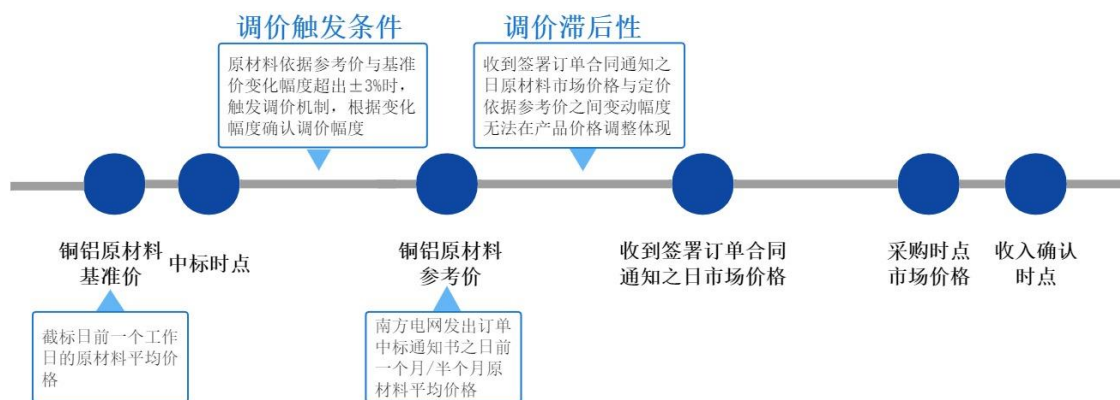 调价触发条件
原材料依据参考价与基准
价变化幅度超出±3%时，
触发调价机制，根据变化
幅度确认调价幅度
调价滞后性
收到签署订单合同通知之
日原材料市场价格与定价
依据参考价之间变动幅度
无法在产品价格调整体现
铜铝原材料
基准价
中标时点
铜铝原材料
参考价
收到签署订单合同
通知之日市场价格
采购时点
市场价格
收入确认
时点
截标日前一个工作
日的原材料平均价
格
南方电网发出订单
中标通知书之日前
一个月/半个月原
材料平均价格